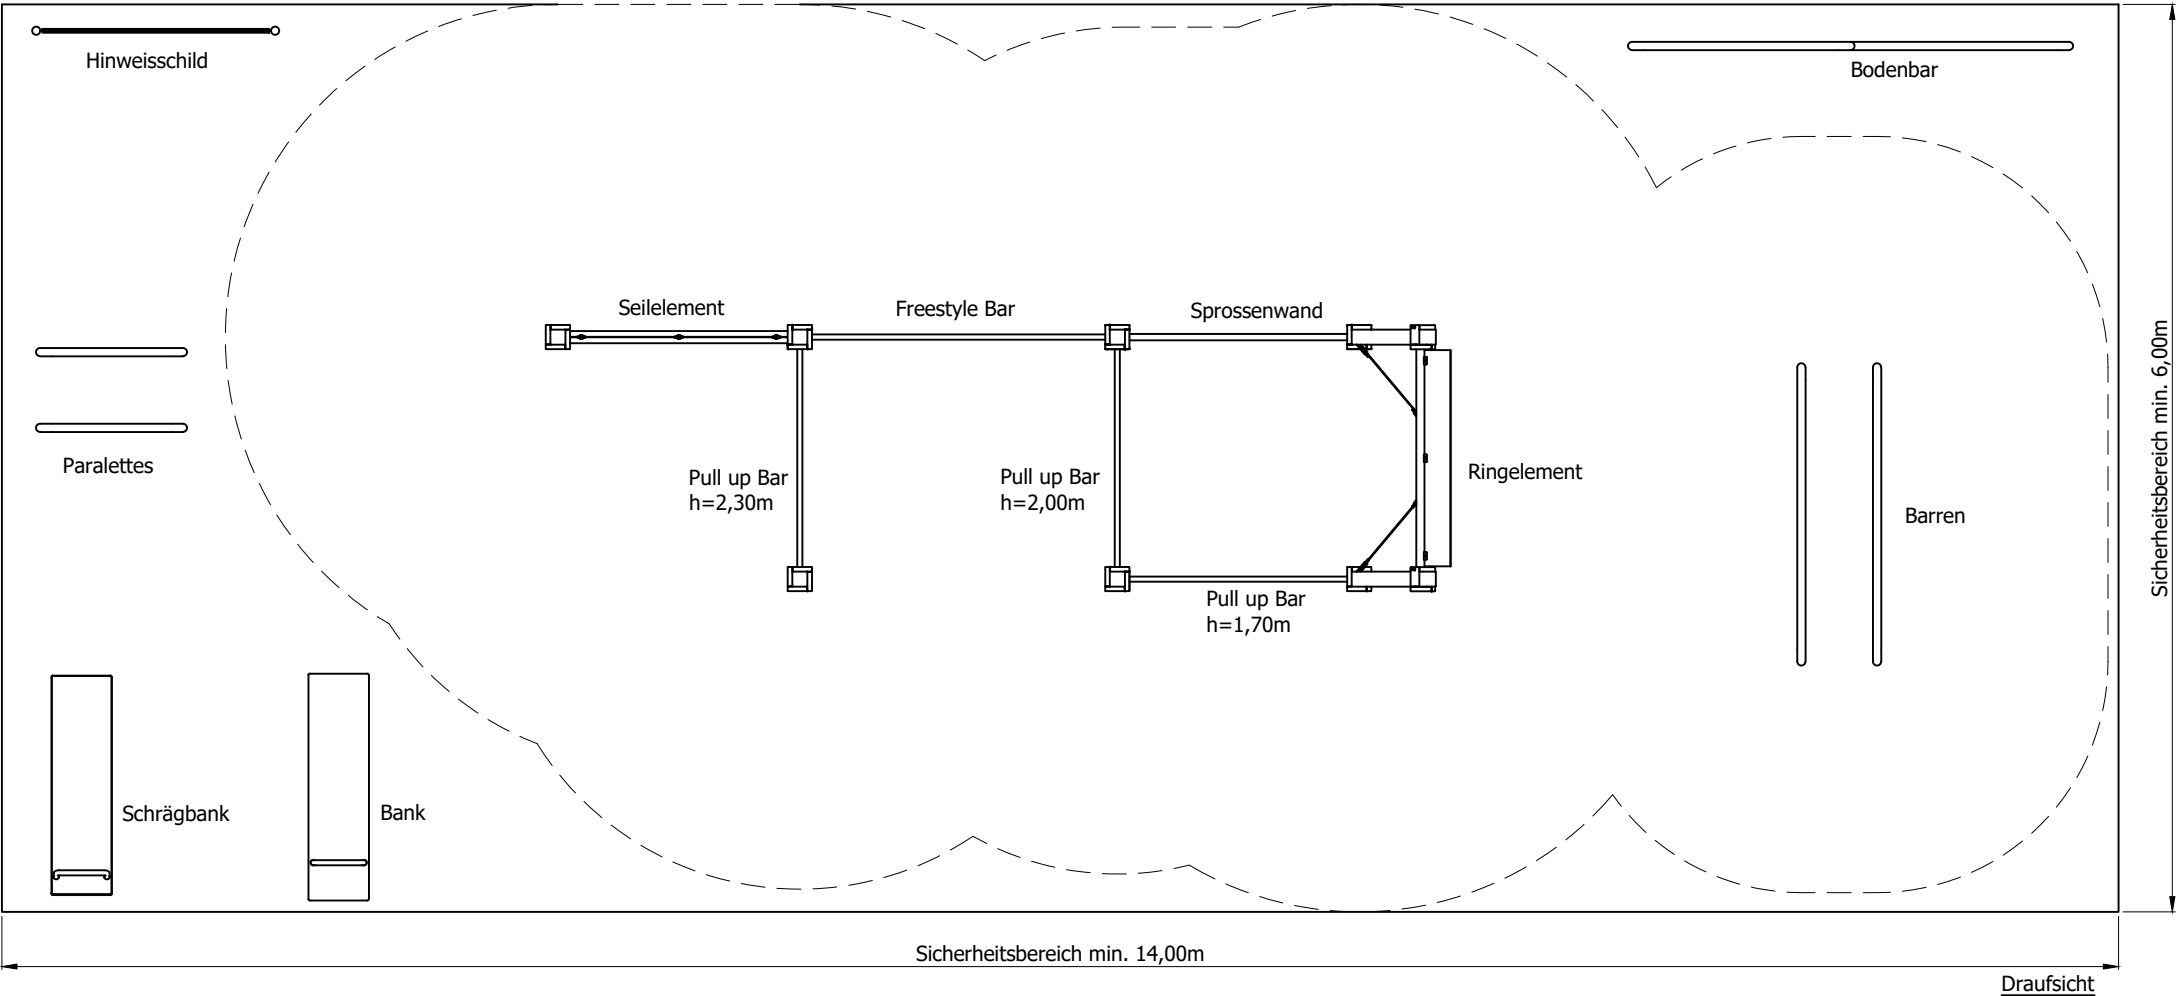 Hinweisschild
Bodenbar
Seilelement
Freestyle Bar
Sprossenwand
Paralettes
Pull up Bar
h=2,30m
Pull up Bar
h=2,00m
Ringelement
Barren
Pull up Bar
h=1,70m
Schrägbank
Bank
Sicherheitsbereich min. 6,00m
Sicherheitsbereich min. 14,00m
Draufsicht